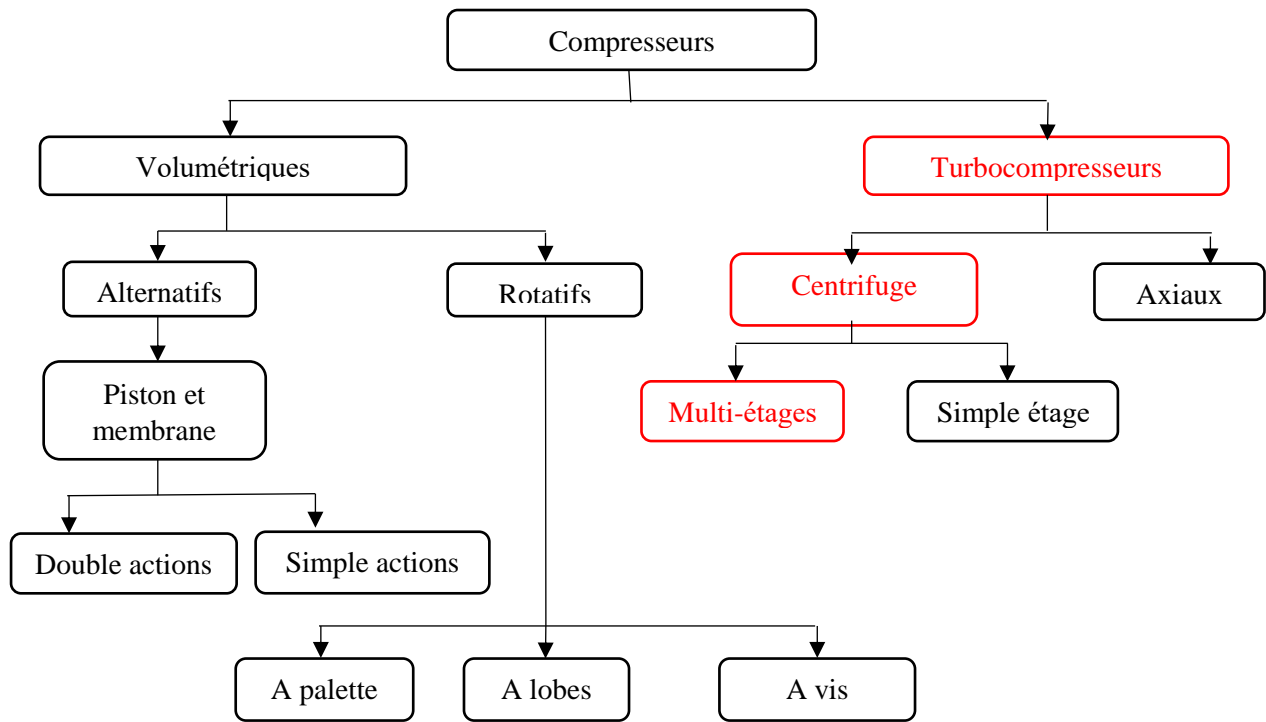 Compresseurs
Volumétriques
Turbocompresseurs
Alternatifs
Rotatifs
Centrifuge
Axiaux
Piston et
membrane
Multi-étages
Simple étage
Double actions
Simple actions
A palette
A lobes
A vis